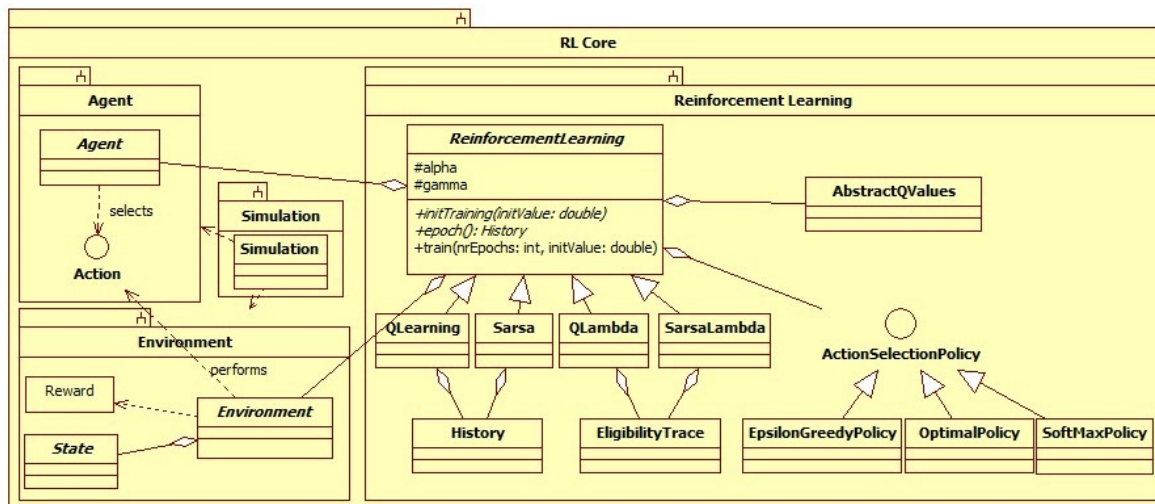 RL Core
Agent
Agent
selects
Action
Simulation
Simulation
Environment
performs
Reward
Environment
State
Reinforcement Learning
ReinforcementLearning
#alpha
#gamma
+initTraining(initValue: double)
+epoch(): History
+train(nrEpochs: int, initValue: double)
AbstractQValues
QLearning
Sarsa
QLambda
SarsaLambda
ActionSelectionPolicy
History
EligibilityTrace
EpsilonGreedyPolicy
OptimalPolicy
SoftMaxPolicy